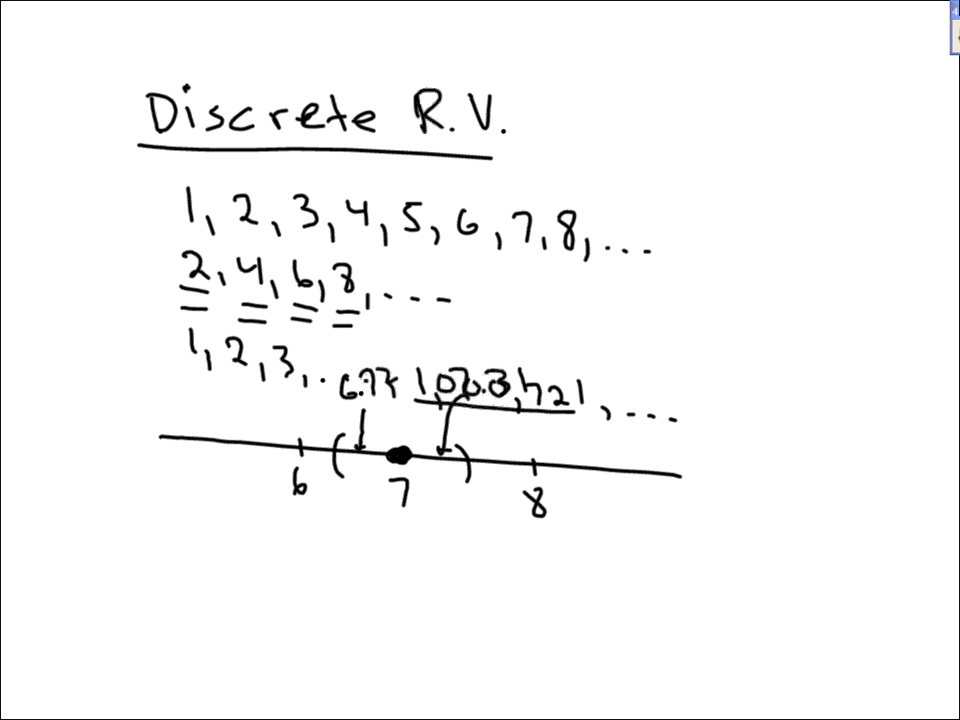 Discrete R.V.
1, 2, 3, 4, 5, 6, 7, 8, ...
2, 4, 6, 8, ...
1, 2, 3, ..
, ...
6 7 8